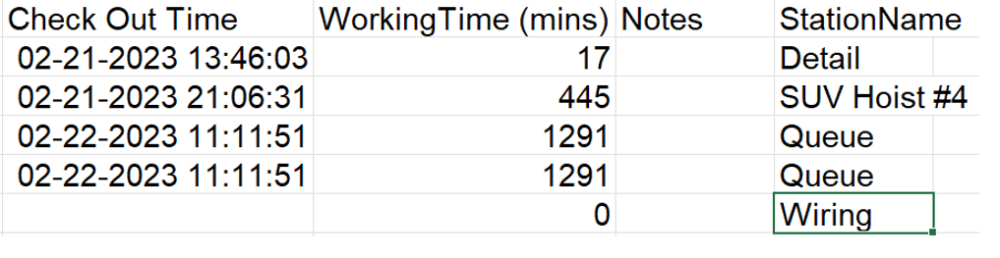 Check Out Time WorkingTime (mins) Notes StationName
02-21-2023 13:46:03 17 Detail
02-21-2023 21:06:31 445 SUV Hoist #4
02-22-2023 11:11:51 1291 Queue
02-22-2023 11:11:51 1291 Queue
0 Wiring